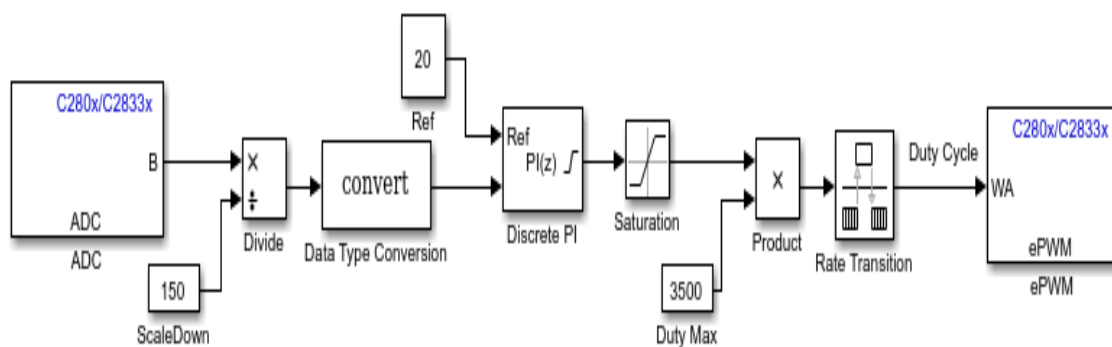 C280x/C2833x
B
ADC
ADC
150
ScaleDown
×
÷
Divide
convert
Data Type Conversion
20
Ref
Ref
PI(z)
Discrete PI
Saturation
3500
Duty Max
×
Product
Rate Transition
Duty Cycle
C280x/C2833x
WA
ePWM
ePWM